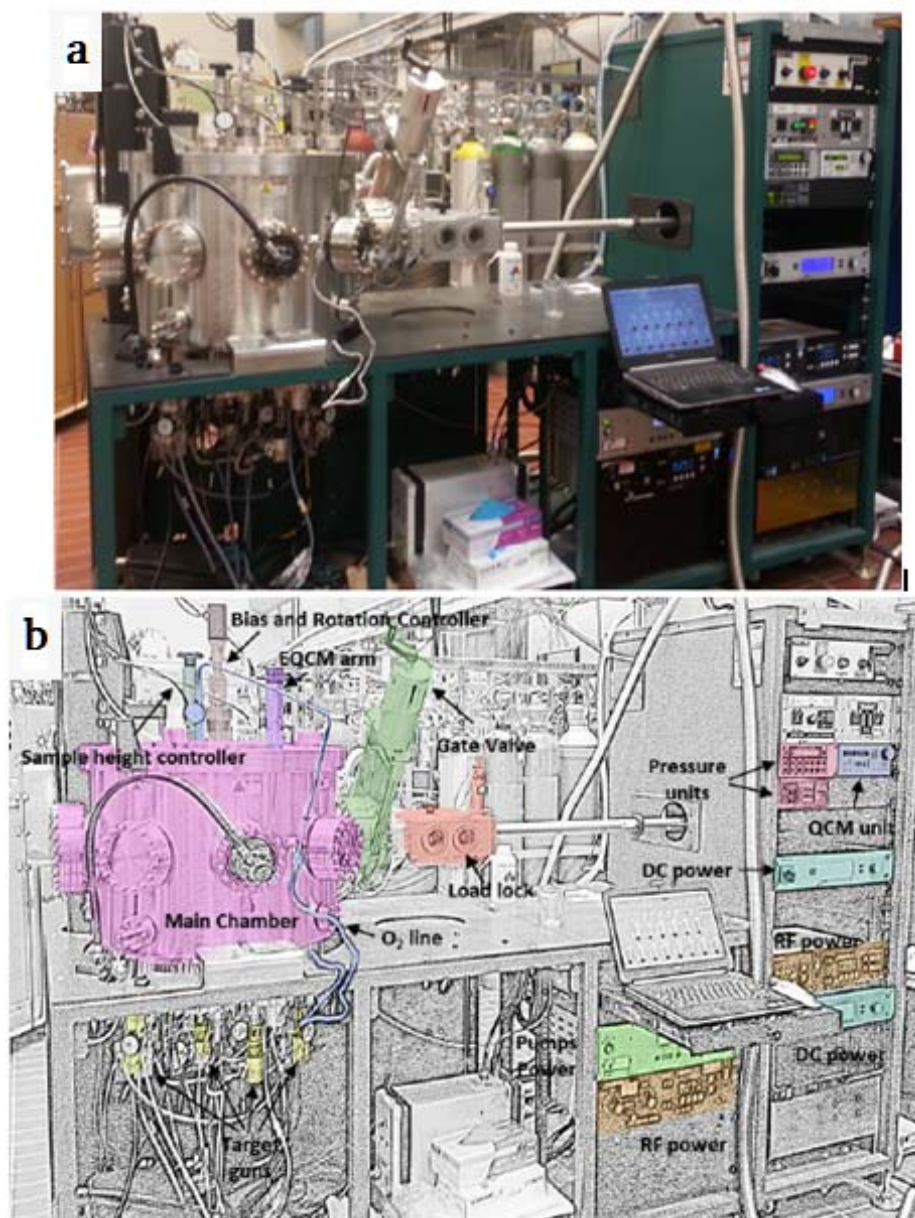 a
b
Bias and Rotation Controller
EQCM arm
Sample height controller
Gate Valve
Pressure
units
QCM unit
Load lock
DC power
Main Chamber
O₂ line
RF power
Pumps
Power
DC power
Target
guns
RF power